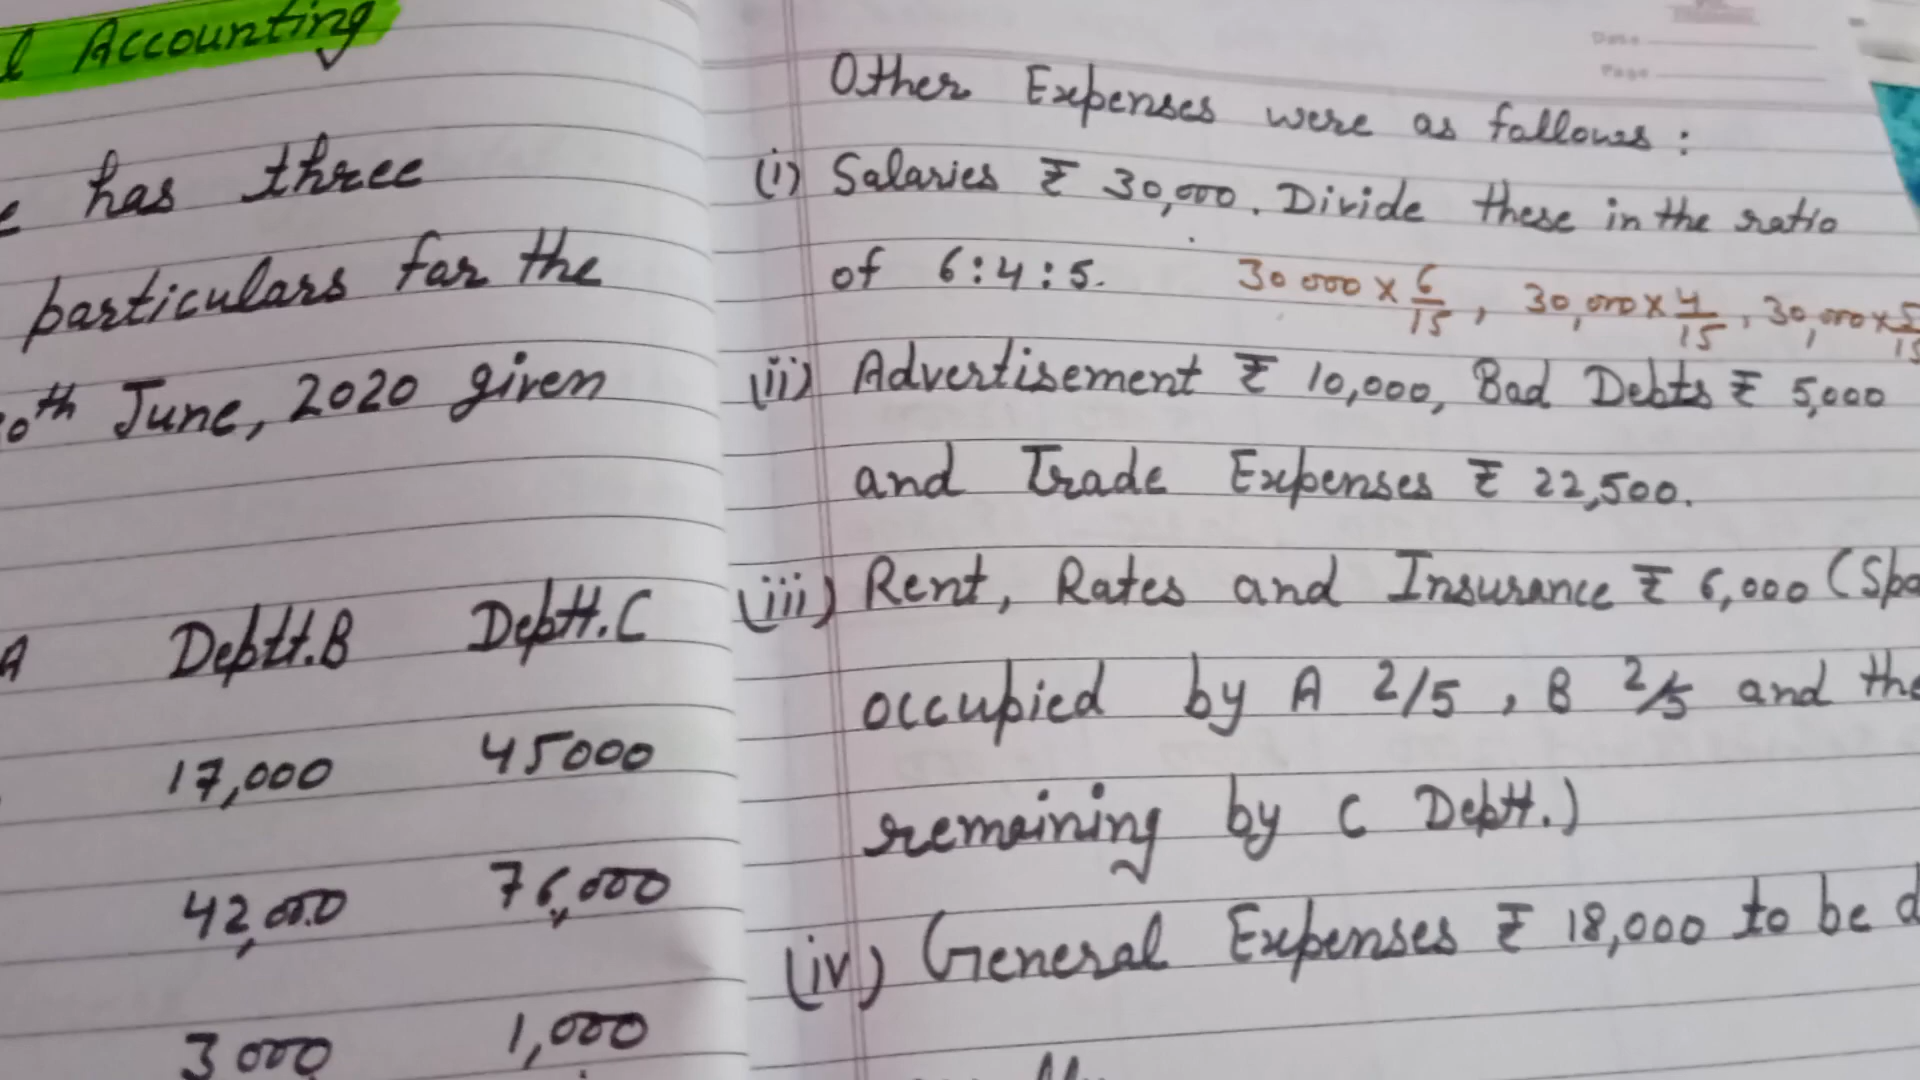 Accounting
has three
particulars for the
June, 2020 given
A Deptt.B Deptt.C
17,000 45000
42,000 76,000
3000 1,000
Date
Page
Other Expenses were as follows :
(i) Salaries ₹ 30,000. Divide these in the ratio
of 6:4:5. 30000 × 6/15, 30,000 × 4/15, 30,000 × 5/15
(ii) Advertisement ₹ 10,000, Bad Debts ₹ 5,000
and Trade Expenses ₹ 22,500.
(iii) Rent, Rates and Insurance ₹ 6,000 (Spa
occupied by A 2/5, B 2/5 and the
remaining by C Deptt.)
(iv) General Expenses ₹ 18,000 to be d